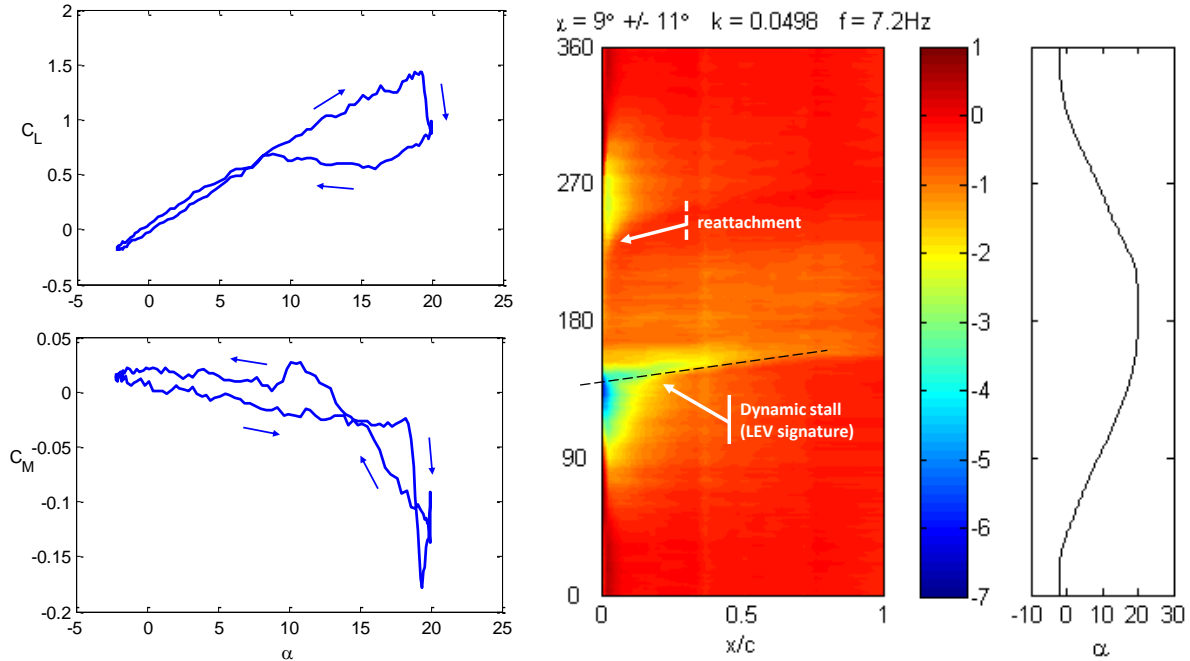 2
1.5
1
0.5
0
-0.5
C_L
-5 0 5 10 15 20 25
0.05
0
-0.05
-0.1
-0.15
-0.2
C_M
-5 0 5 10 15 20 25
α
χ = 9° +/- 11° k = 0.0498 f = 7.2Hz
360
270
180
90
0
reattachment
Dynamic stall
(LEV signature)
0 0.5 1
x/c
1
0
-1
-2
-3
-4
-5
-6
-7
-10 0 10 20 30
α